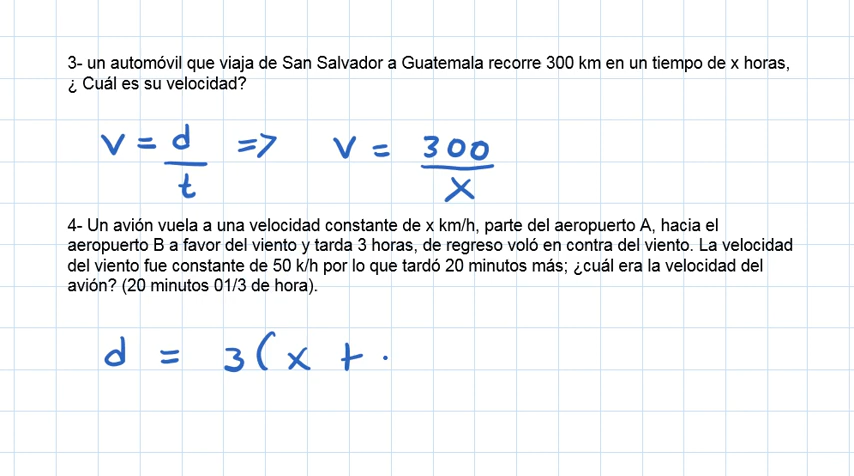 3- un automóvil que viaja de San Salvador a Guatemala recorre 300 km en un tiempo de x horas,
¿ Cuál es su velocidad?
v = d/t => v = 300/x
4- Un avión vuela a una velocidad constante de x km/h, parte del aeropuerto A, hacia el
aeropuerto B a favor del viento y tarda 3 horas, de regreso voló en contra del viento. La velocidad
del viento fue constante de 50 k/h por lo que tardó 20 minutos más; ¿cuál era la velocidad del
avión? (20 minutos 01/3 de hora).
d = 3(x +